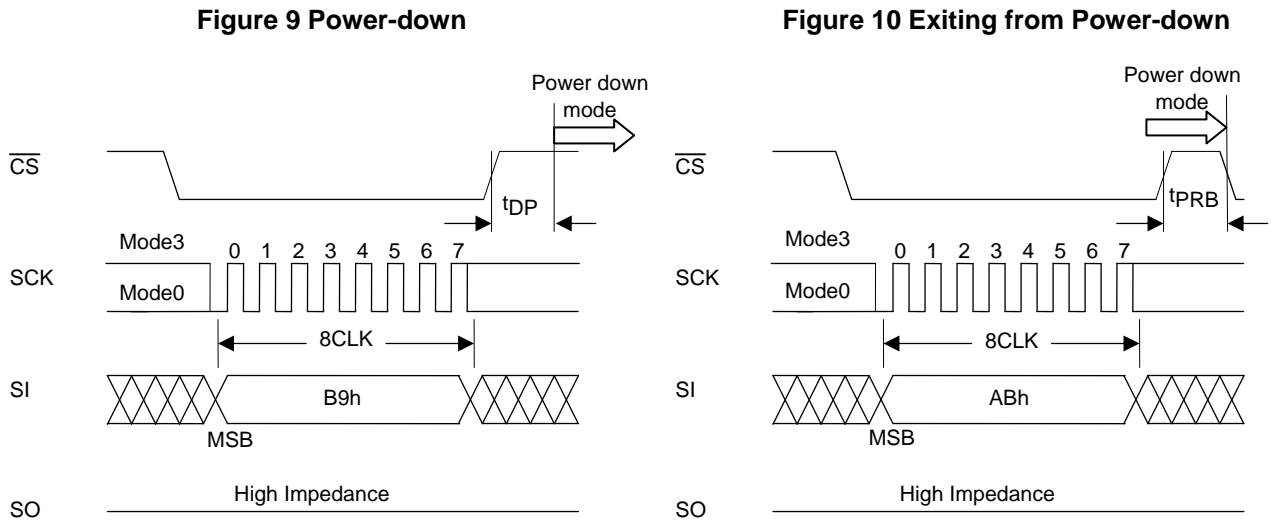 Figure 9 Power-down
Power down
mode
CS
tDP
Mode3
0 1 2 3 4 5 6 7
SCK
Mode0
8CLK
SI
B9h
MSB
High Impedance
SO
Figure 10 Exiting from Power-down
Power down
mode
CS
tPRB
Mode3
0 1 2 3 4 5 6 7
SCK
Mode0
8CLK
SI
ABh
MSB
High Impedance
SO